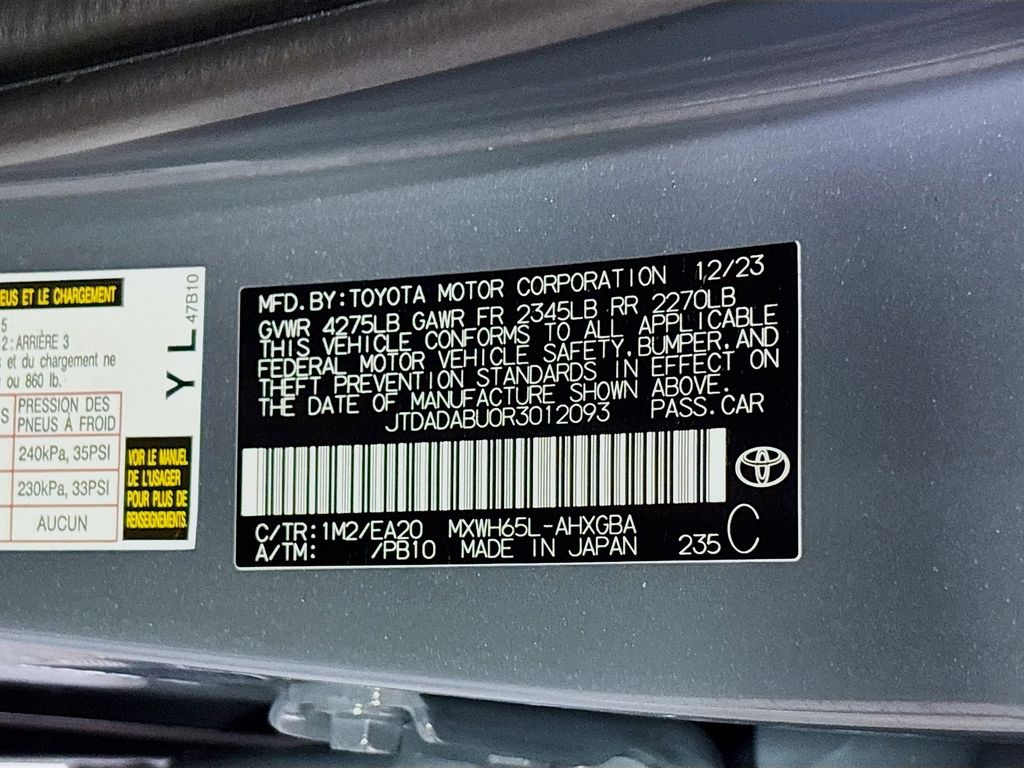 EUS ET LE CHARGEMENT
5
2 : ARRIÈRE 3
s et du chargement ne
r ou 860 lb.
S PRESSION DES
PNEUS À FROID
240kPa, 35PSI
230kPa, 33PSI
AUCUN
VOIR LE MANUEL
DE L'USAGER
POUR PLUS DE
RENSEIGNEMENTS.
Y L
47B10
MFD. BY: TOYOTA MOTOR CORPORATION 12/23
GVWR 4275LB GAWR FR 2345LB RR 2270LB
THIS VEHICLE CONFORMS TO ALL APPLICABLE
FEDERAL MOTOR VEHICLE SAFETY, BUMPER, AND
THEFT PREVENTION STANDARDS IN EFFECT ON
THE DATE OF MANUFACTURE SHOWN ABOVE.
JTDADABU0R3012093 PASS.CAR
C/TR: 1M2/EA20 MXWH65L-AHXGBA
A/TM: /PB10 MADE IN JAPAN 235 C